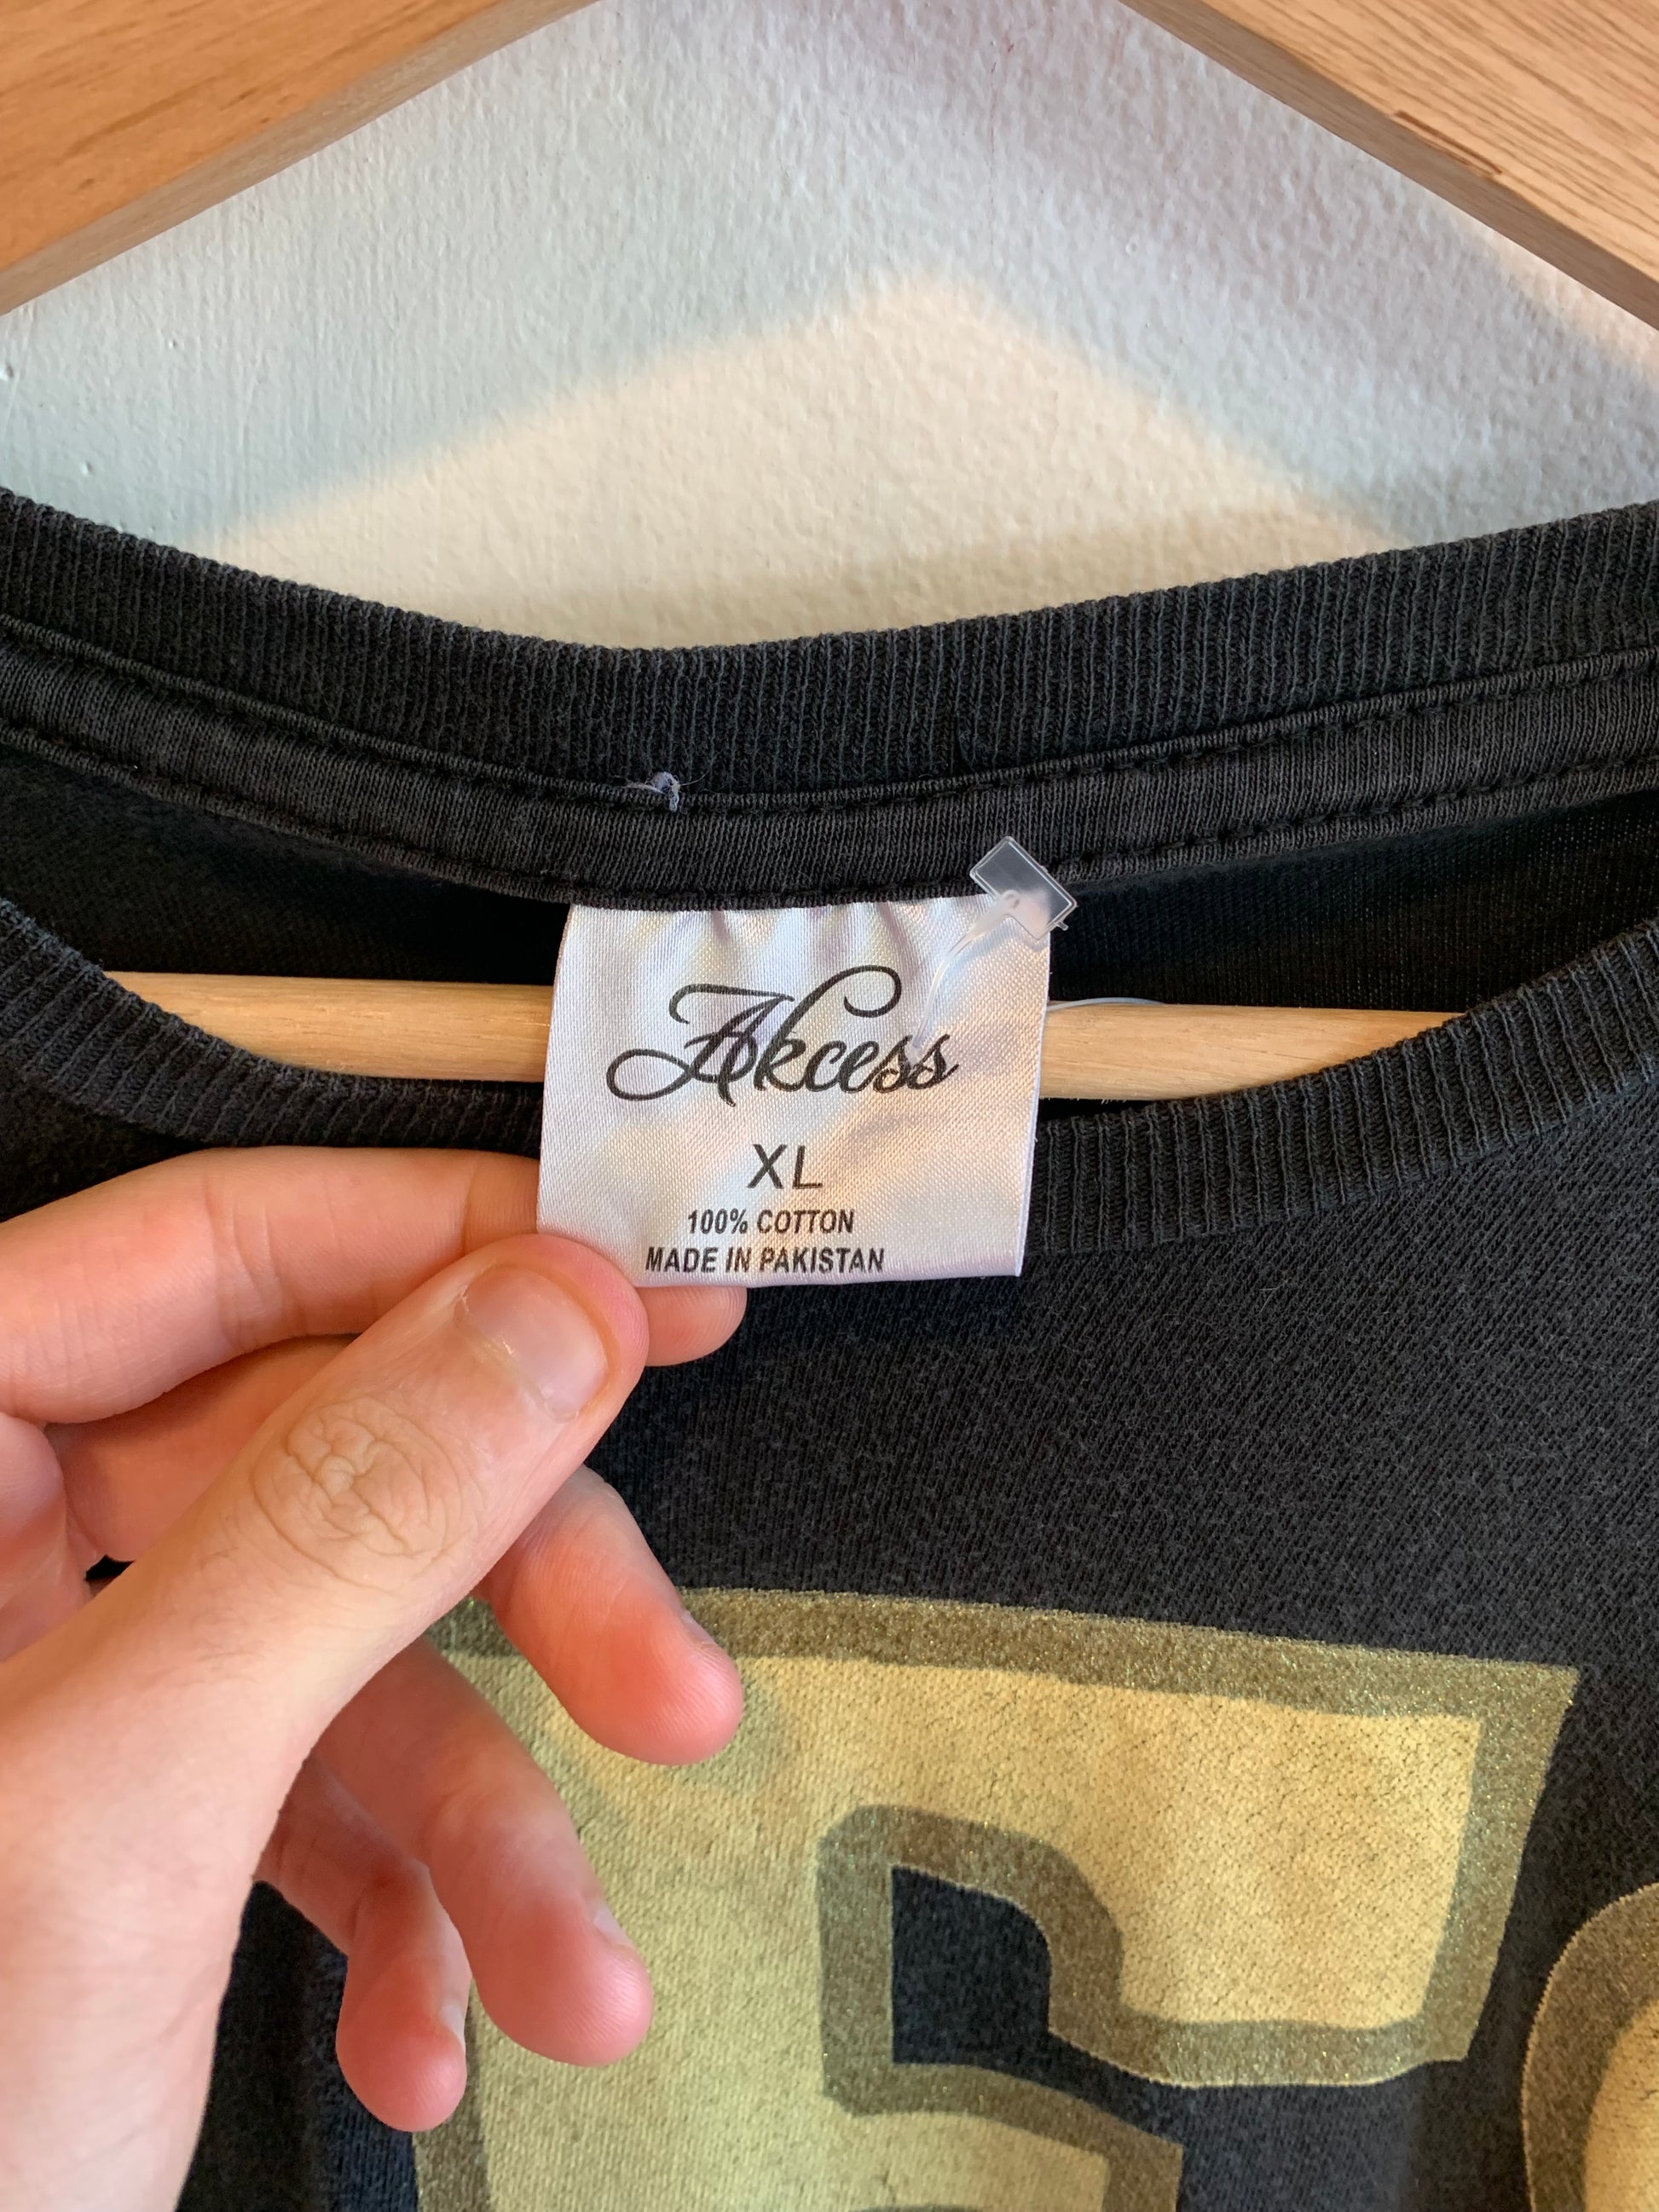 Akcess
XL
100% COTTON
MADE IN PAKISTAN